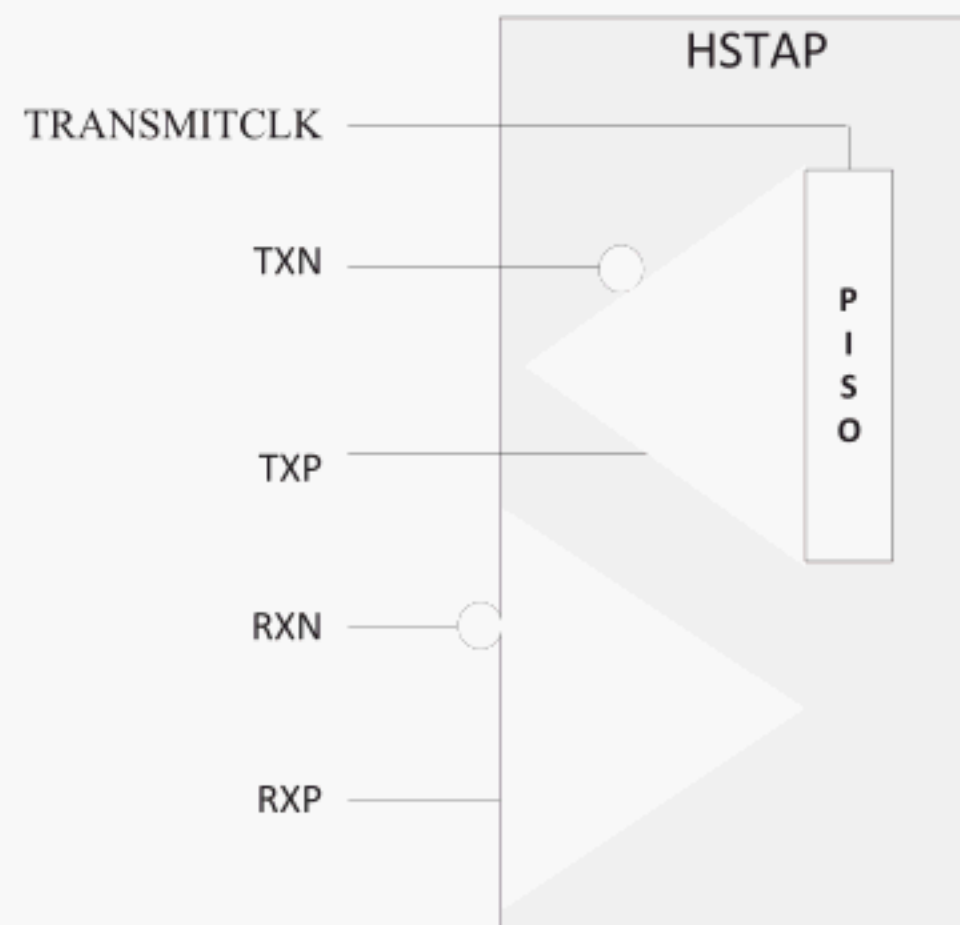 HSTAP
TRANSMITCLK
TXN
TXP
RXN
RXP
P
I
S
O